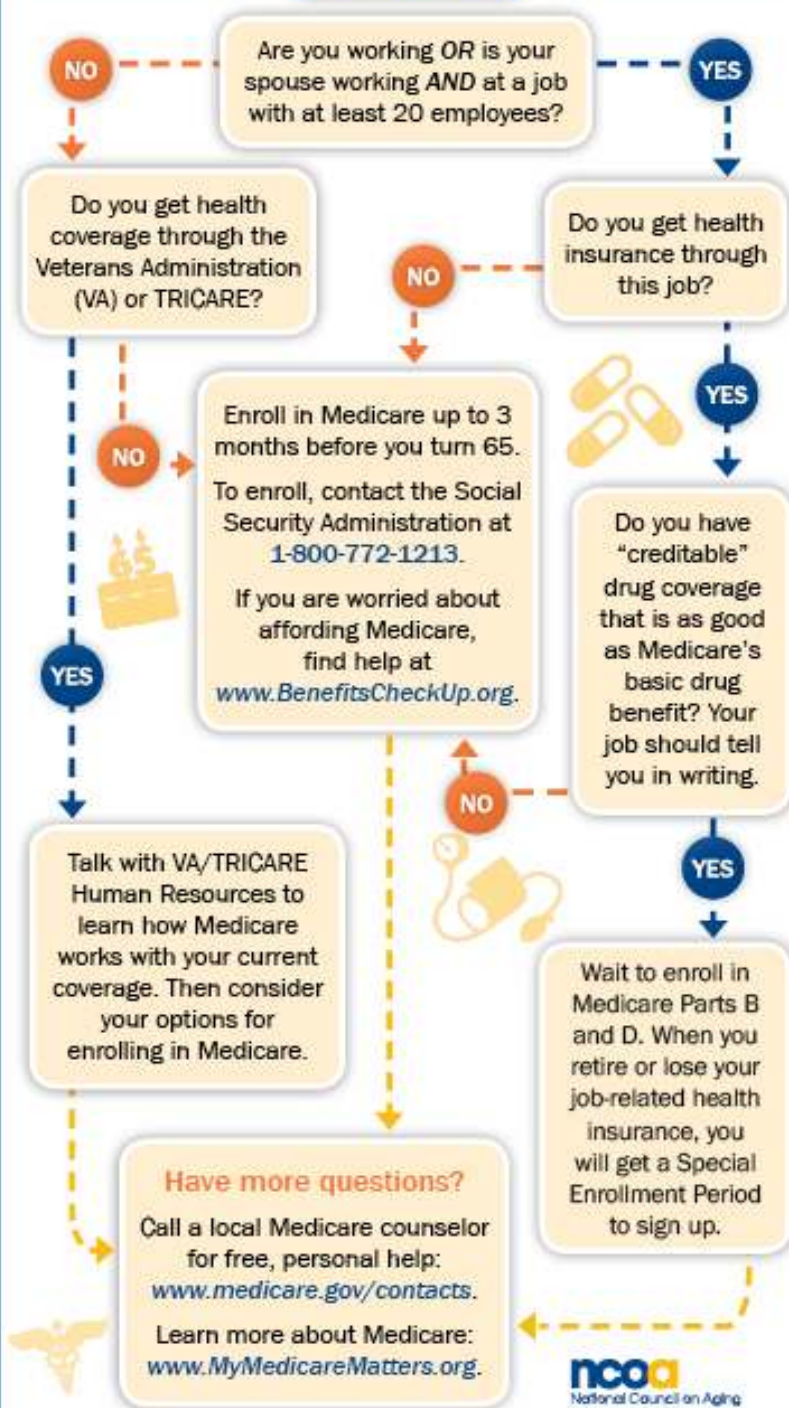 Are you working OR is your
spouse working AND at a job
with at least 20 employees?
NO
YES
Do you get health
coverage through the
Veterans Administration
(VA) or TRICARE?
Do you get health
insurance through
this job?
NO
YES
NO
Enroll in Medicare up to 3
months before you turn 65.
To enroll, contact the Social
Security Administration at
1-800-772-1213.
If you are worried about
affording Medicare,
find help at
www.BenefitsCheckUp.org.
65
Do you have
“creditable”
drug coverage
that is as good
as Medicare’s
basic drug
benefit? Your
job should tell
you in writing.
YES
NO
YES
Talk with VA/TRICARE
Human Resources to
learn how Medicare
works with your current
coverage. Then consider
your options for
enrolling in Medicare.
Wait to enroll in
Medicare Parts B
and D. When you
retire or lose your
job-related health
insurance, you
will get a Special
Enrollment Period
to sign up.
Have more questions?
Call a local Medicare counselor
for free, personal help:
www.medicare.gov/contacts.
Learn more about Medicare:
www.MyMedicareMatters.org.
ncoa
National Council on Aging